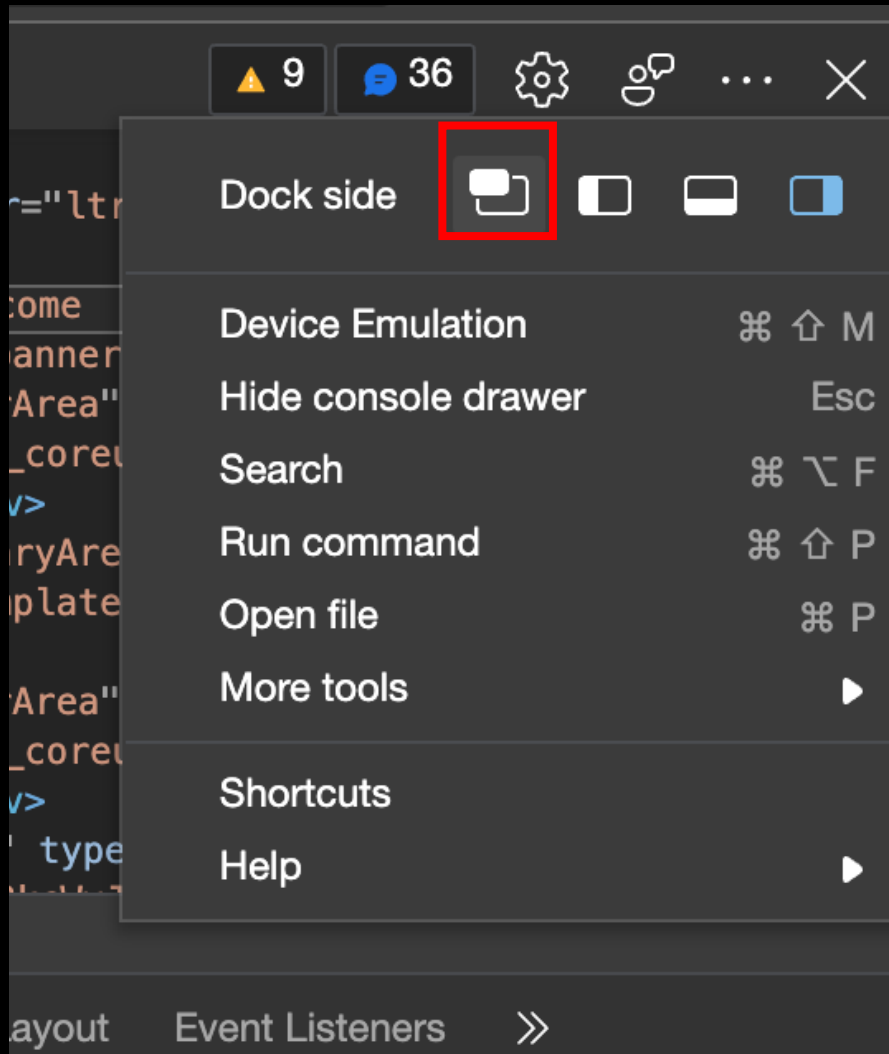 9 36
Dock side
="ltr
come
Device Emulation ⌘ ⇧ M
anner
Hide console drawer Esc
Area"
_coreu
Search ⌘ ⌥ F
v>
Run command ⌘ ⇧ P
ryAre
plate
Open file ⌘ P
More tools
Area"
_coreu
Shortcuts
v>
type
Help
ayout Event Listeners